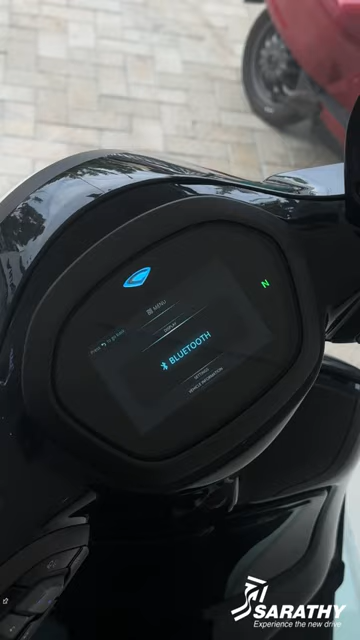 MENU
DISPLAY
BLUETOOTH
SETTINGS
VEHICLE INFORMATION
N
SARATHY
Experience the new drive